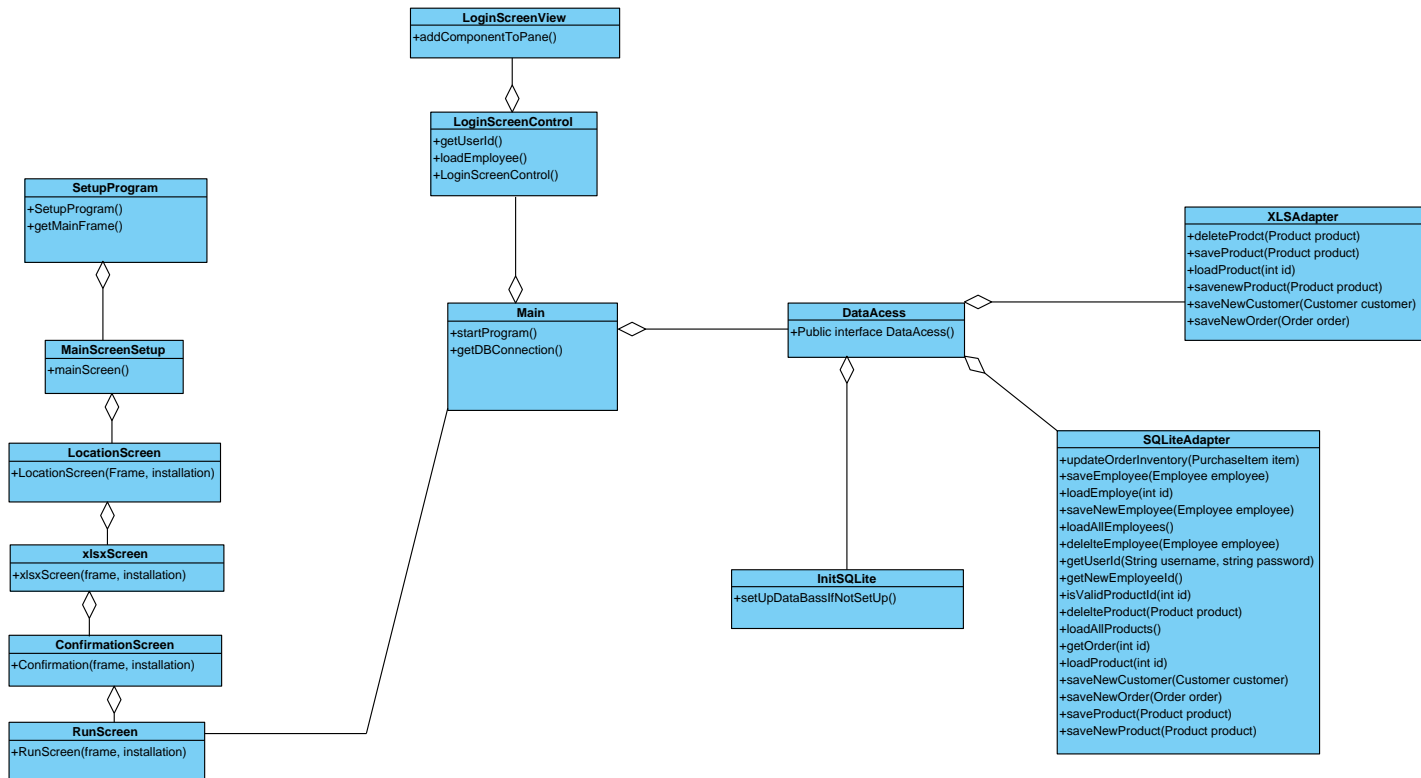 LoginScreenView
+addComponentToPane()
LoginScreenControl
+getUserId()
+loadEmployee()
+LoginScreenControl()
SetupProgram
+SetupProgram()
+getMainFrame()
MainScreenSetup
+mainScreen()
LocationScreen
+LocationScreen(Frame, installation)
xlsxScreen
+xlsxScreen(frame, installation)
ConfirmationScreen
+Confirmation(frame, installation)
RunScreen
+RunScreen(frame, installation)
Main
+startProgram()
+getDBConnection()
DataAcess
+Public interface DataAcess()
InitSQLite
+setUpDataBassIfNotSetUp()
XLSAdapter
+deleteProdct(Product product)
+saveProduct(Product product)
+loadProduct(int id)
+savenewProduct(Product product)
+saveNewCustomer(Customer customer)
+saveNewOrder(Order order)
SQLiteAdapter
+updateOrderInventory(PurchaseItem item)
+saveEmployee(Employee employee)
+loadEmploye(int id)
+saveNewEmployee(Employee employee)
+loadAllEmployees()
+delelteEmployee(Employee employee)
+getUserId(String username, string password)
+getNewEmployeeId()
+isValidProductId(int id)
+delelteProduct(Product product)
+loadAllProducts()
+getOrder(int id)
+loadProduct(int id)
+saveNewCustomer(Customer customer)
+saveNewOrder(Order order)
+saveProduct(Product product)
+saveNewProduct(Product product)